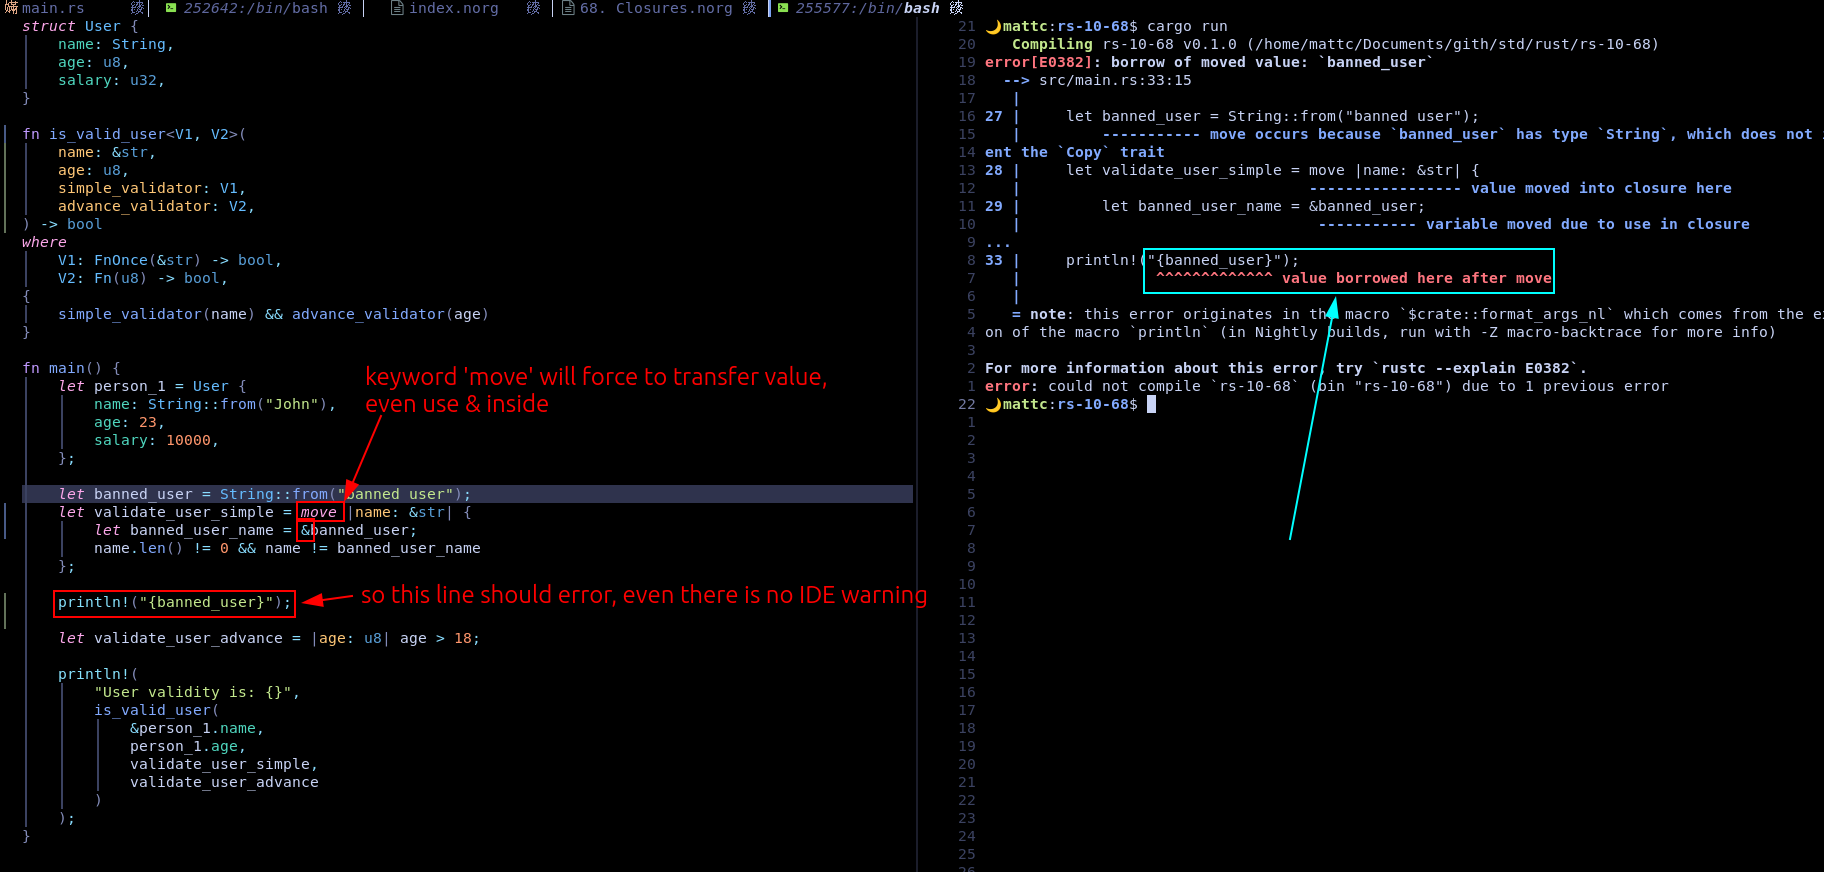 main.rs 252642:/bin/bash index.norg 68. Closures.norg 255577:/bin/bash
struct User {
name: String,
age: u8,
salary: u32,
}
fn is_valid_user<V1, V2>(
name: &str,
age: u8,
simple_validator: V1,
advance_validator: V2,
) -> bool
where
V1: FnOnce(&str) -> bool,
V2: Fn(u8) -> bool,
{
simple_validator(name) && advance_validator(age)
}
fn main() {
let person_1 = User {
name: String::from("John"),
age: 23,
salary: 10000,
};
let banned_user = String::from("banned user");
let validate_user_simple = move |name: &str| {
let banned_user_name = &banned_user;
name.len() != 0 && name != banned_user_name
};
println!("{banned_user}");
let validate_user_advance = |age: u8| age > 18;
println!(
"User validity is: {}",
is_valid_user(
&person_1.name,
person_1.age,
validate_user_simple,
validate_user_advance
)
);
}
keyword 'move' will force to transfer value,
even use & inside
so this line should error, even there is no IDE warning
21 mattc:rs-10-68$ cargo run
20 Compiling rs-10-68 v0.1.0 (/home/mattc/Documents/gith/std/rust/rs-10-68)
19 error[E0382]: borrow of moved value: `banned_user`
18 --> src/main.rs:33:15
17 |
16 27 | let banned_user = String::from("banned user");
15 | ----------- move occurs because `banned_user` has type `String`, which does not
14 ent the `Copy` trait
13 28 | let validate_user_simple = move |name: &str| {
12 | ----------------- value moved into closure here
11 29 | let banned_user_name = &banned_user;
10 | ----------- variable moved due to use in closure
9 ...
8 33 | println!("{banned_user}");
7 | ^^^^^^^^^^^^^ value borrowed here after move
6 |
5 = note: this error originates in the macro `$crate::format_args_nl` which comes from the
4 on of the macro `println` (in Nightly builds, run with -Z macro-backtrace for more info)
3
2 For more information about this error, try `rustc --explain E0382`.
1 error: could not compile `rs-10-68` (bin "rs-10-68") due to 1 previous error
22 mattc:rs-10-68$
1
2
3
4
5
6
7
8
9
10
11
12
13
14
15
16
17
18
19
20
21
22
23
24
25